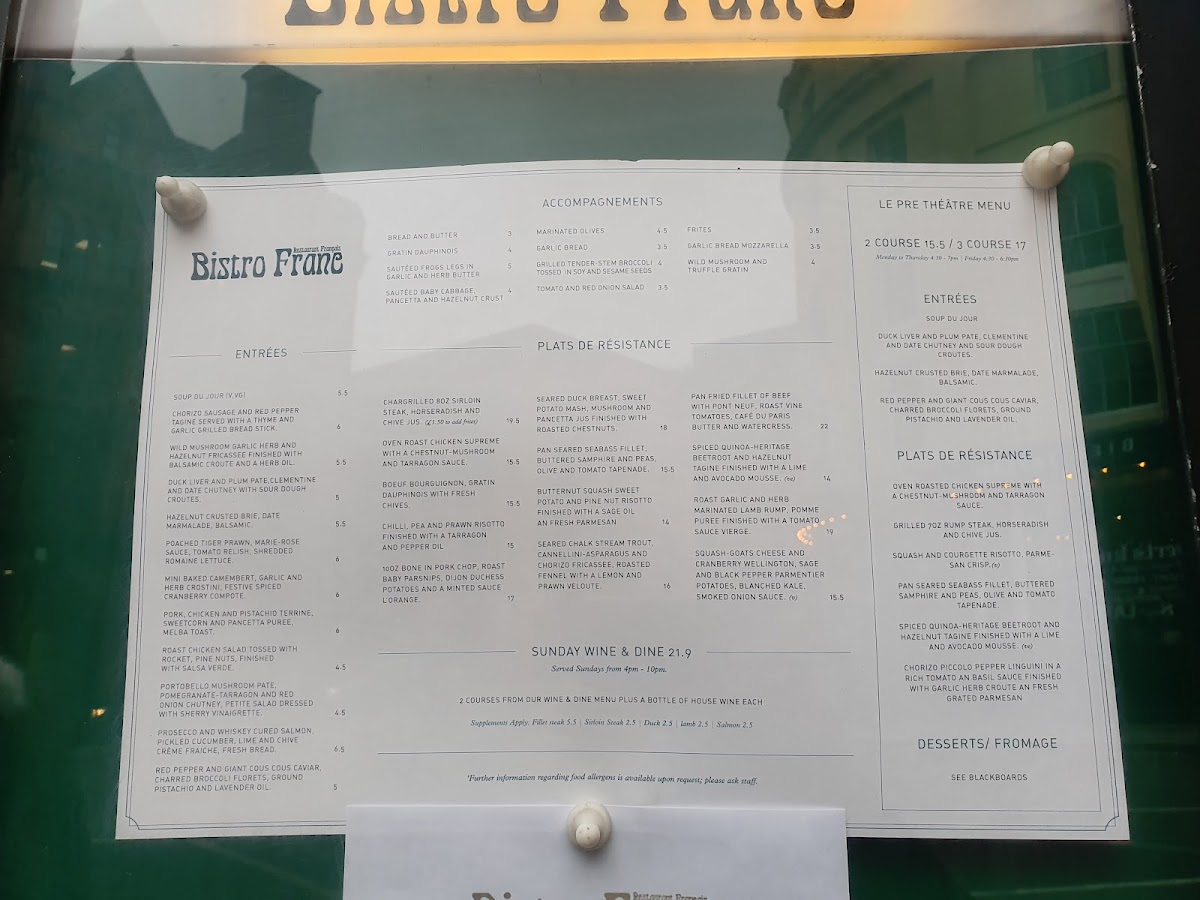 Bistro Franc
Restaurant Français
Bistro Franc
ACCOMPAGNEMENTS
BREAD AND BUTTER 3
GRATIN DAUPHINOIS 4
SAUTÉED FROGS LEGS IN 5
GARLIC AND HERB BUTTER
SAUTÉED BABY CABBAGE, 4
PANCETTA AND HAZELNUT CRUST
MARINATED OLIVES 4.5
GARLIC BREAD 3.5
GRILLED TENDER-STEM BROCCOLI 4
TOSSED IN SOY AND SESAME SEEDS
TOMATO AND RED ONION SALAD 3.5
FRITES 3.5
GARLIC BREAD MOZZARELLA 3.5
WILD MUSHROOM AND 4
TRUFFLE GRATIN
ENTRÉES
SOUP DU JOUR (V,VG) 5.5
CHORIZO SAUSAGE AND RED PEPPER
TAGINE SERVED WITH A THYME AND
GARLIC GRILLED BREAD STICK. 6
WILD MUSHROOM GARLIC HERB AND
HAZELNUT FRICASSÉE FINISHED WITH
BALSAMIC CROUTE AND A HERB OIL. 5.5
DUCK LIVER AND PLUM PATE,CLEMENTINE
AND DATE CHUTNEY WITH SOUR DOUGH
CROUTES. 5
HAZELNUT CRUSTED BRIE, DATE
MARMALADE, BALSAMIC. 5.5
POACHED TIGER PRAWN, MARIE-ROSE
SAUCE, TOMATO RELISH, SHREDDED
ROMAINE LETTUCE. 6
MINI BAKED CAMEMBERT, GARLIC AND
HERB CROSTINI, FESTIVE SPICED
CRANBERRY COMPOTE. 6
PORK, CHICKEN AND PISTACHIO TERRINE,
SWEETCORN AND PANCETTA PUREE,
MELBA TOAST. 6
ROAST CHICKEN SALAD TOSSED WITH
ROCKET, PINE NUTS, FINISHED
WITH SALSA VERDE. 4.5
PORTOBELLO MUSHROOM PATE,
POMEGRANATE-TARRAGON AND RED
ONION CHUTNEY, PETITE SALAD DRESSED
WITH SHERRY VINAIGRETTE. 4.5
PROSECCO AND WHISKEY CURED SALMON,
PICKLED CUCUMBER, LIME AND CHIVE
CRÈME FRAICHE, FRESH BREAD. 6.5
RED PEPPER AND GIANT COUS COUS CAVIAR,
CHARRED BROCCOLI FLORETS, GROUND
PISTACHIO AND LAVENDER OIL. 5
PLATS DE RÉSISTANCE
CHARGRILLED 8OZ SIRLOIN
STEAK, HORSERADISH AND
CHIVE JUS. (£1.50 to add frites) 19.5
OVEN ROAST CHICKEN SUPREME
WITH A CHESTNUT-MUSHROOM
AND TARRAGON SAUCE. 15.5
BOEUF BOURGUIGNON, GRATIN
DAUPHINOIS WITH FRESH
CHIVES. 15.5
CHILLI, PEA AND PRAWN RISOTTO
FINISHED WITH A TARRAGON
AND PEPPER OIL 15
10OZ BONE IN PORK CHOP, ROAST
BABY PARSNIPS, DIJON DUCHESS
POTATOES AND A MINTED SAUCE
L'ORANGE. 17
SEARED DUCK BREAST, SWEET
POTATO MASH, MUSHROOM AND
PANCETTA JUS FINISHED WITH
ROASTED CHESTNUTS. 18
PAN SEARED SEABASS FILLET,
BUTTERED SAMPHIRE AND PEAS,
OLIVE AND TOMATO TAPENADE. 15.5
BUTTERNUT SQUASH SWEET
POTATO AND PINE NUT RISOTTO
FINISHED WITH A SAGE OIL
AN FRESH PARMESAN 14
SEARED CHALK STREAM TROUT,
CANNELLINI-ASPARAGUS AND
CHORIZO FRICASSEE, ROASTED
FENNEL WITH A LEMON AND
PRAWN VELOUTE. 16
PAN FRIED FILLET OF BEEF
WITH PONT NEUF, ROAST VINE
TOMATOES, CAFÉ DU PARIS
BUTTER AND WATERCRESS. 22
SPICED QUINOA-HERITAGE
BEETROOT AND HAZELNUT
TAGINE FINISHED WITH A LIME
AND AVOCADO MOUSSE. (ve) 14
ROAST GARLIC AND HERB
MARINATED LAMB RUMP, POMME
PUREE FINISHED WITH A TOMATO
SAUCE VIERGE. 19
SQUASH-GOATS CHEESE AND
CRANBERRY WELLINGTON, SAGE
AND BLACK PEPPER PARMENTIER
POTATOES, BLANCHED KALE,
SMOKED ONION SAUCE. (v) 15.5
SUNDAY WINE & DINE 21.9
Served Sundays from 4pm - 10pm.
2 COURSES FROM OUR WINE & DINE MENU PLUS A BOTTLE OF HOUSE WINE EACH
Supplements Apply: Fillet steak 5.5 | Sirloin Steak 2.5 | Duck 2.5 | lamb 2.5 | Salmon 2.5
*Further information regarding food allergens is available upon request; please ask staff.
LE PRE THÉÂTRE MENU
2 COURSE 15.5 / 3 COURSE 17
Monday to Thursday 4:30 - 7pm | Friday 4:30 - 6:30pm
ENTRÉES
SOUP DU JOUR
DUCK LIVER AND PLUM PATE, CLEMENTINE
AND DATE CHUTNEY AND SOUR DOUGH
CROUTES.
HAZELNUT CRUSTED BRIE, DATE MARMALADE,
BALSAMIC.
RED PEPPER AND GIANT COUS COUS CAVIAR,
CHARRED BROCCOLI FLORETS, GROUND
PISTACHIO AND LAVENDER OIL.
PLATS DE RÉSISTANCE
OVEN ROASTED CHICKEN SUPREME WITH
A CHESTNUT-MUSHROOM AND TARRAGON
SAUCE.
GRILLED 7OZ RUMP STEAK, HORSERADISH
AND CHIVE JUS.
SQUASH AND COURGETTE RISOTTO, PARME-
SAN CRISP.(v)
PAN SEARED SEABASS FILLET, BUTTERED
SAMPHIRE AND PEAS, OLIVE AND TOMATO
TAPENADE.
SPICED QUINOA-HERITAGE BEETROOT AND
HAZELNUT TAGINE FINISHED WITH A LIME
AND AVOCADO MOUSSE. (ve)
CHORIZO PICCOLO PEPPER LINGUINI IN A
RICH TOMATO AN BASIL SAUCE FINISHED
WITH GARLIC HERB CROUTE AN FRESH
GRATED PARMESAN
DESSERTS/ FROMAGE
SEE BLACKBOARDS
Restaurant Français
Bistro Franc